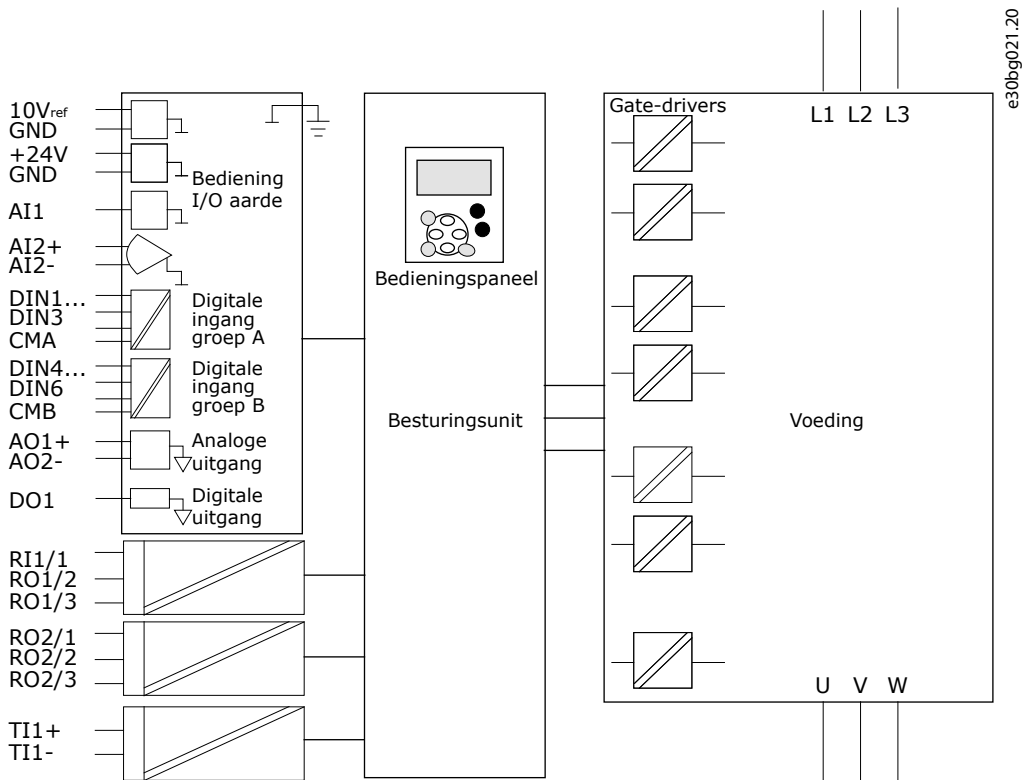 e30bg021.20
10Vref
GND
+24V
GND
AI1
AI2+
AI2-
DIN1...
DIN3
CMA
DIN4...
DIN6
CMB
AO1+
AO2-
DO1
RI1/1
RO1/2
RO1/3
RO2/1
RO2/2
RO2/3
TI1+
TI1-
Bediening
I/O aarde
Digitale
ingang
groep A
Digitale
ingang
groep B
Analoge
uitgang
Digitale
uitgang
Bedieningspaneel
Besturingsunit
Gate-drivers
L1 L2 L3
Voeding
U V W